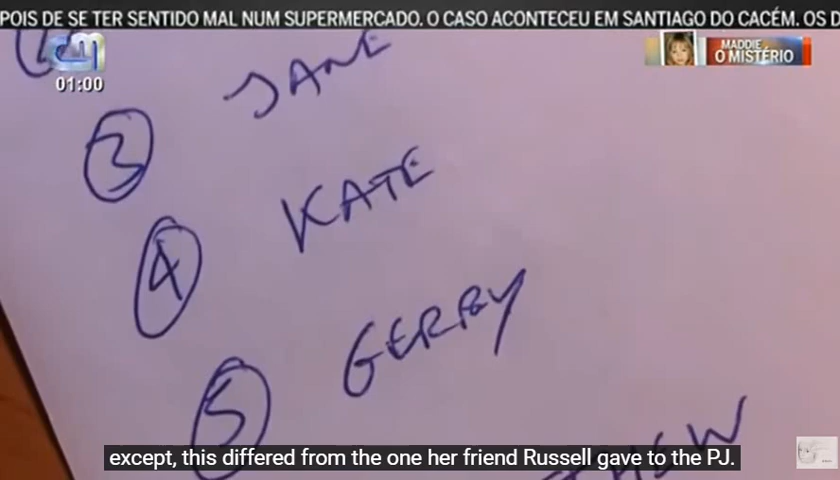 POIS DE SE TER SENTIDO MAL NUM SUPERMERCADO. O CASO ACONTECEU EM SANTIAGO DO CACÉM. OS D
CM
01:00
MADDIE
O MISTÉRIO
JANE
3
KATE
4
GERRY
5
THEW
except, this differed from the one her friend Russell gave to the PJ.